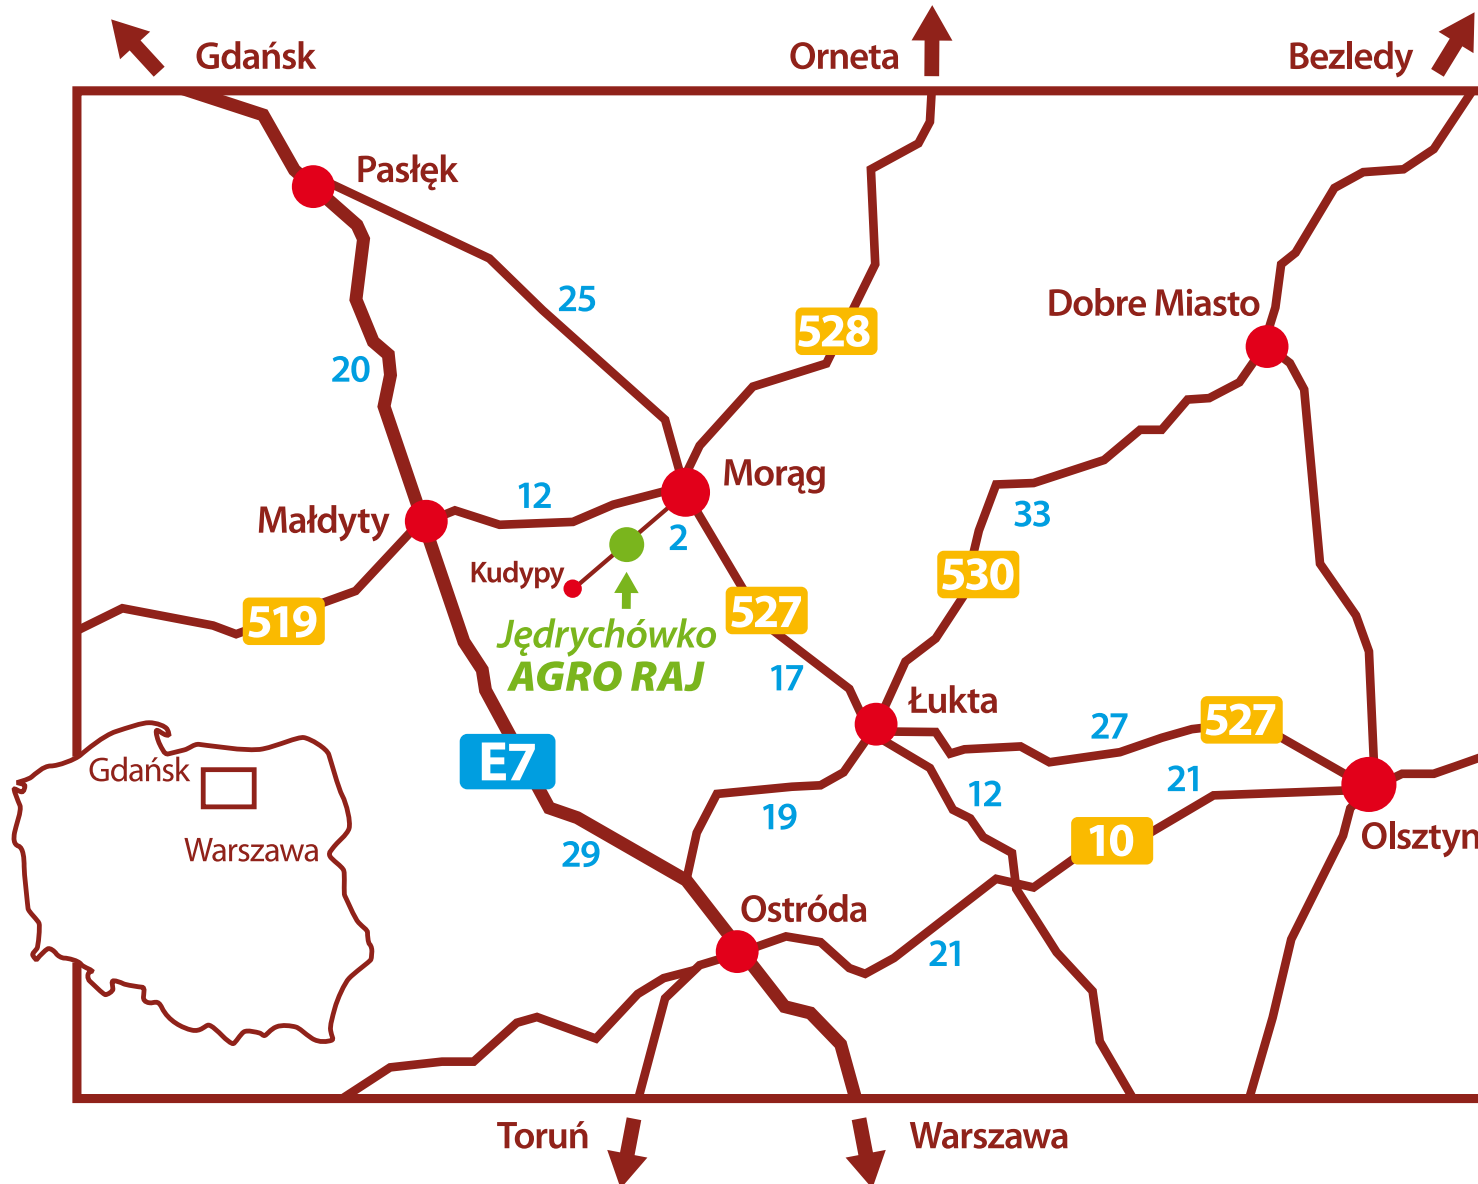 Gdańsk
Orneta
Bezledy
Pasłęk
25
528
Dobre Miasto
20
Morąg
12
33
Małdyty
2
Kudypy
530
519
527
Jędrychówko
AGRO RAJ
17
Łukta
527
27
Gdańsk
E7
21
12
19
10
Olsztyn
Warszawa
29
Ostróda
21
Toruń
Warszawa